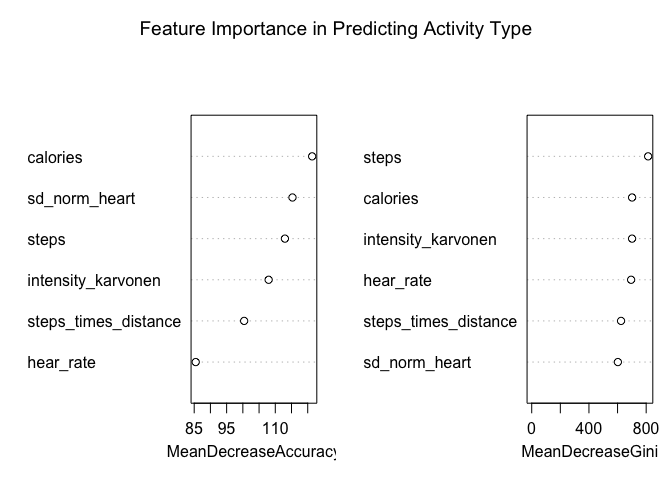 Feature Importance in Predicting Activity Type
calories
sd_norm_heart
steps
intensity_karvonen
steps_times_distance
hear_rate
85 95 110
MeanDecreaseAccuracy
steps
calories
intensity_karvonen
hear_rate
steps_times_distance
sd_norm_heart
0 400 800
MeanDecreaseGini